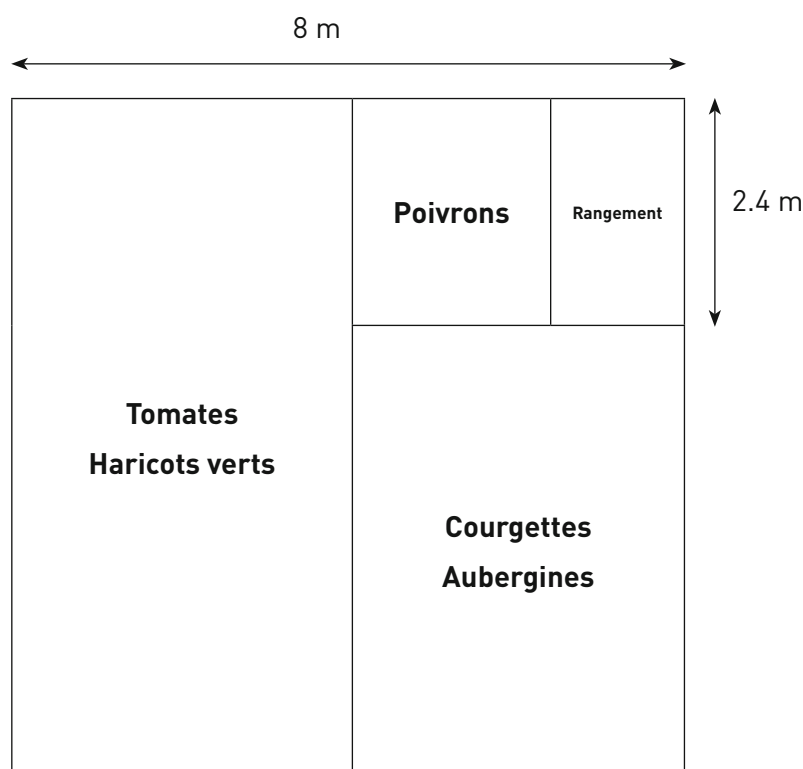 8 m
Poivrons
Rangement
2.4 m
Tomates
Haricots verts
Courgettes
Aubergines